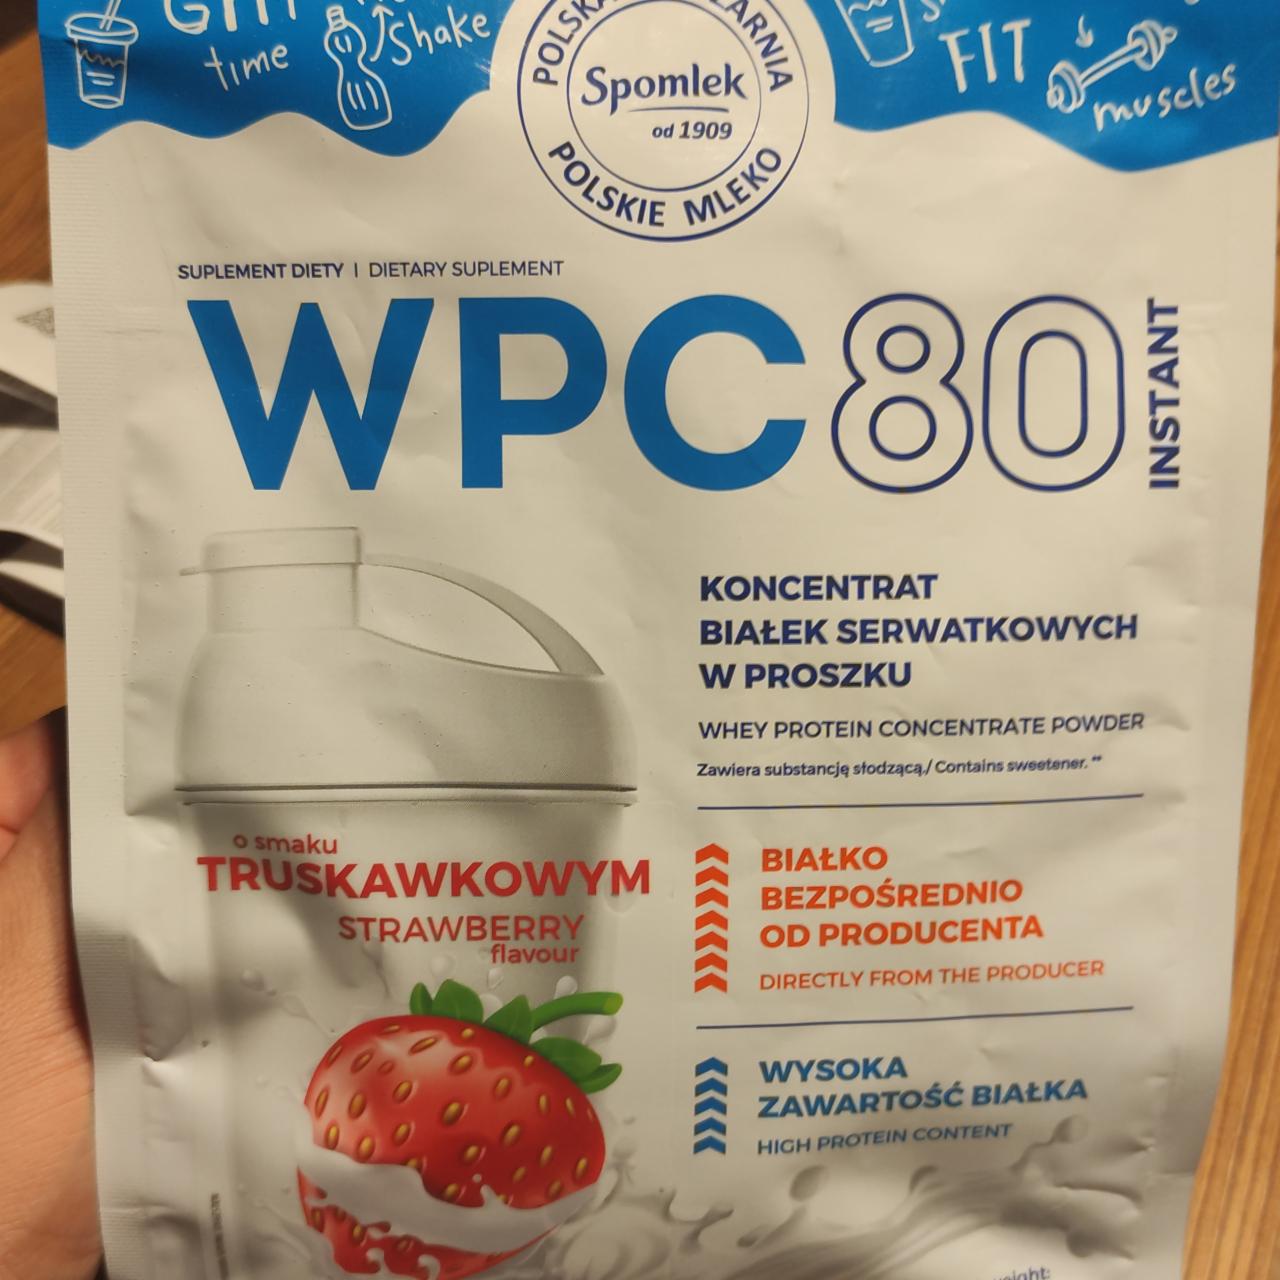 time
Shake
FIT
muscles
POLSKA
Spomlek
od 1909
POLSKIE MLEKO
SUPLEMENT DIETY | DIETARY SUPLEMENT
WPC80
INSTANT
KONCENTRAT
BIAŁEK SERWATKOWYCH
W PROSZKU
WHEY PROTEIN CONCENTRATE POWDER
Zawiera substancję słodzącą./ Contains sweetener.**
o smaku
TRUSKAWKOWYM
STRAWBERRY
flavour
BIAŁKO
BEZPOŚREDNIO
OD PRODUCENTA
DIRECTLY FROM THE PRODUCER
WYSOKA
ZAWARTOŚĆ BIAŁKA
HIGH PROTEIN CONTENT